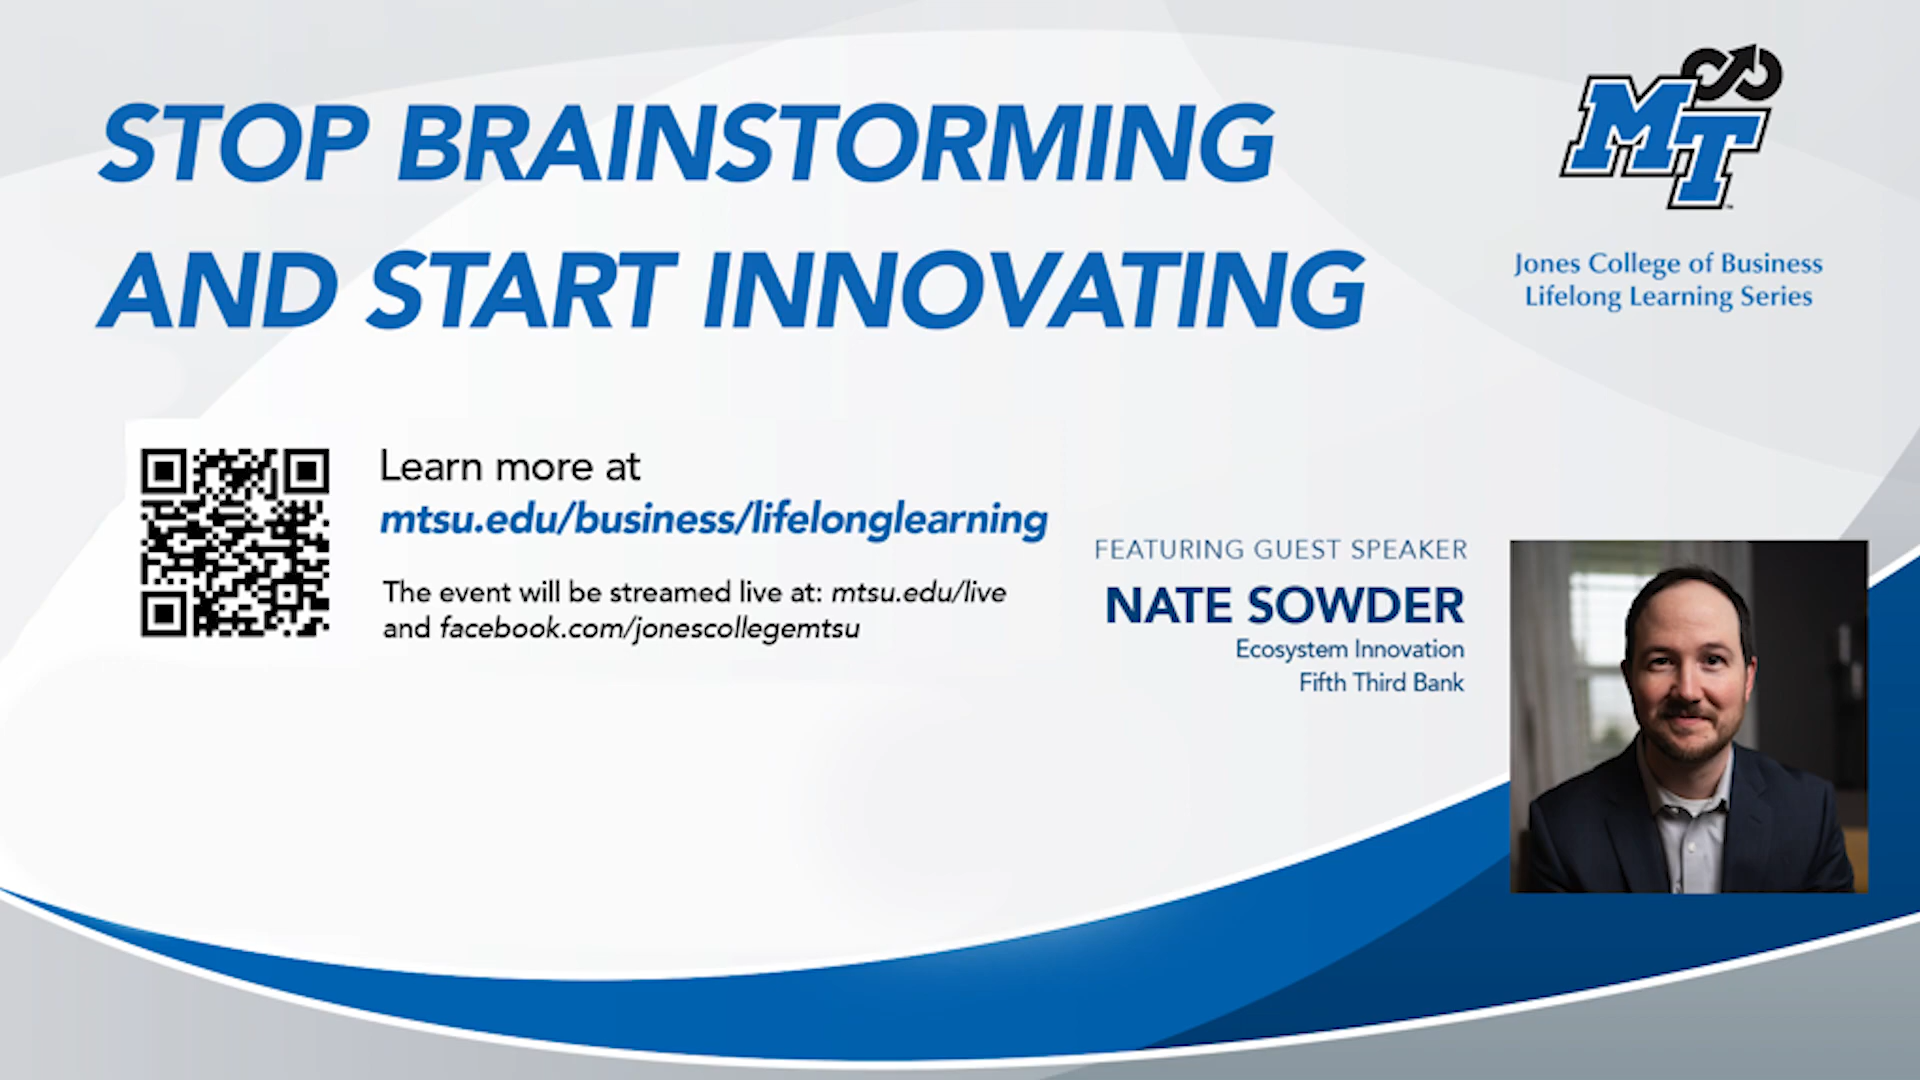 STOP BRAINSTORMING
AND START INNOVATING
MT
Jones College of Business
Lifelong Learning Series
Learn more at
mtsu.edu/business/lifelonglearning
The event will be streamed live at: mtsu.edu/live
and facebook.com/jonescollegemtsu
FEATURING GUEST SPEAKER
NATE SOWDER
Ecosystem Innovation
Fifth Third Bank